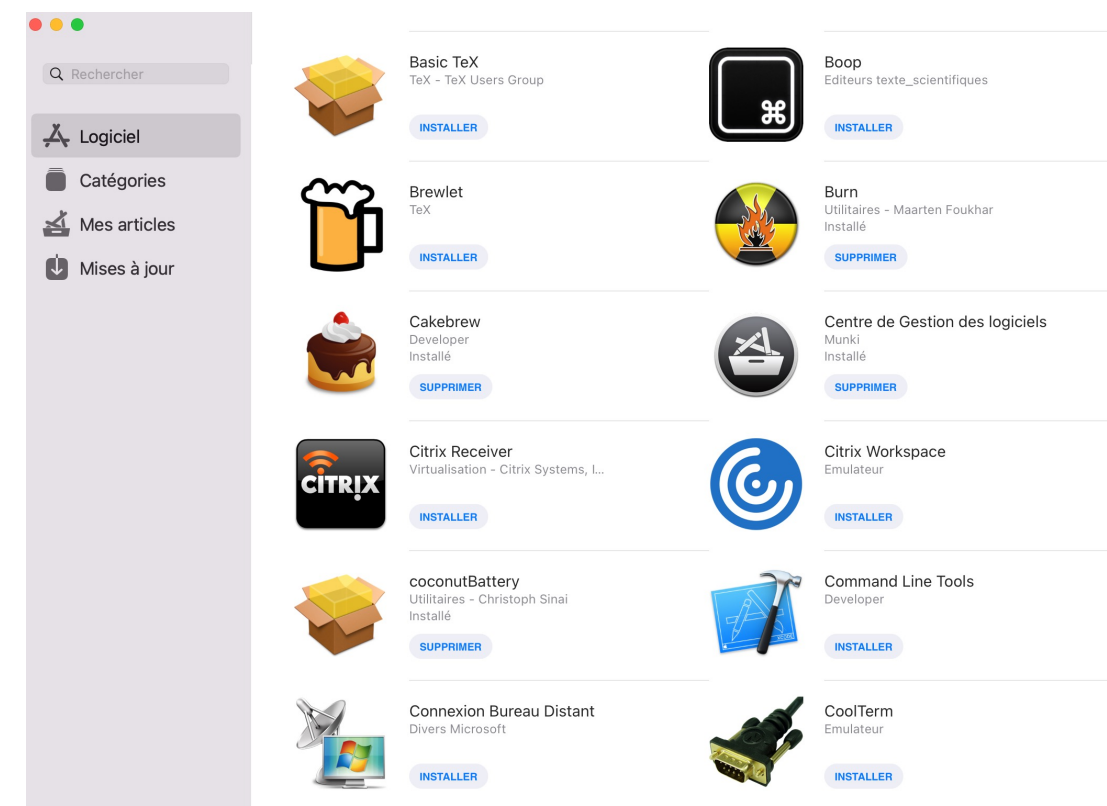 Rechercher
Logiciel
Catégories
Mes articles
Mises à jour
Basic TeX
TeX - TeX Users Group
INSTALLER
Boop
Editeurs texte_scientifiques
INSTALLER
Brewlet
TeX
INSTALLER
Burn
Utilitaires - Maarten Foukhar
Installé
SUPPRIMER
Cakebrew
Developer
Installé
SUPPRIMER
Centre de Gestion des logiciels
Munki
Installé
SUPPRIMER
CITRIX
Citrix Receiver
Virtualisation - Citrix Systems, I...
INSTALLER
Citrix Workspace
Emulateur
INSTALLER
coconutBattery
Utilitaires - Christoph Sinai
Installé
SUPPRIMER
Command Line Tools
Developer
INSTALLER
Connexion Bureau Distant
Divers Microsoft
INSTALLER
CoolTerm
Emulateur
INSTALLER